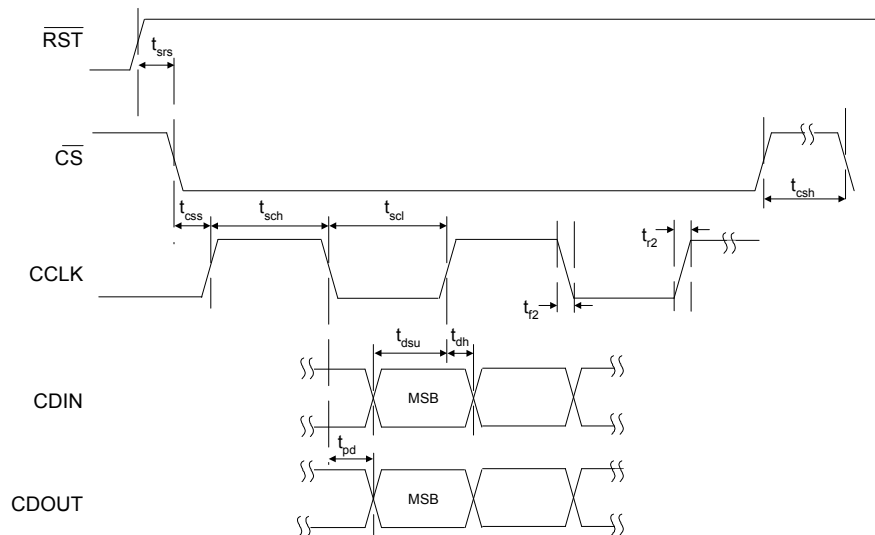 RST
t_srs
CS
t_css
t_sch
t_scl
t_csh
CCLK
t_r2
t_f2
t_dsu
t_dh
CDIN
MSB
t_pd
CDOUT
MSB